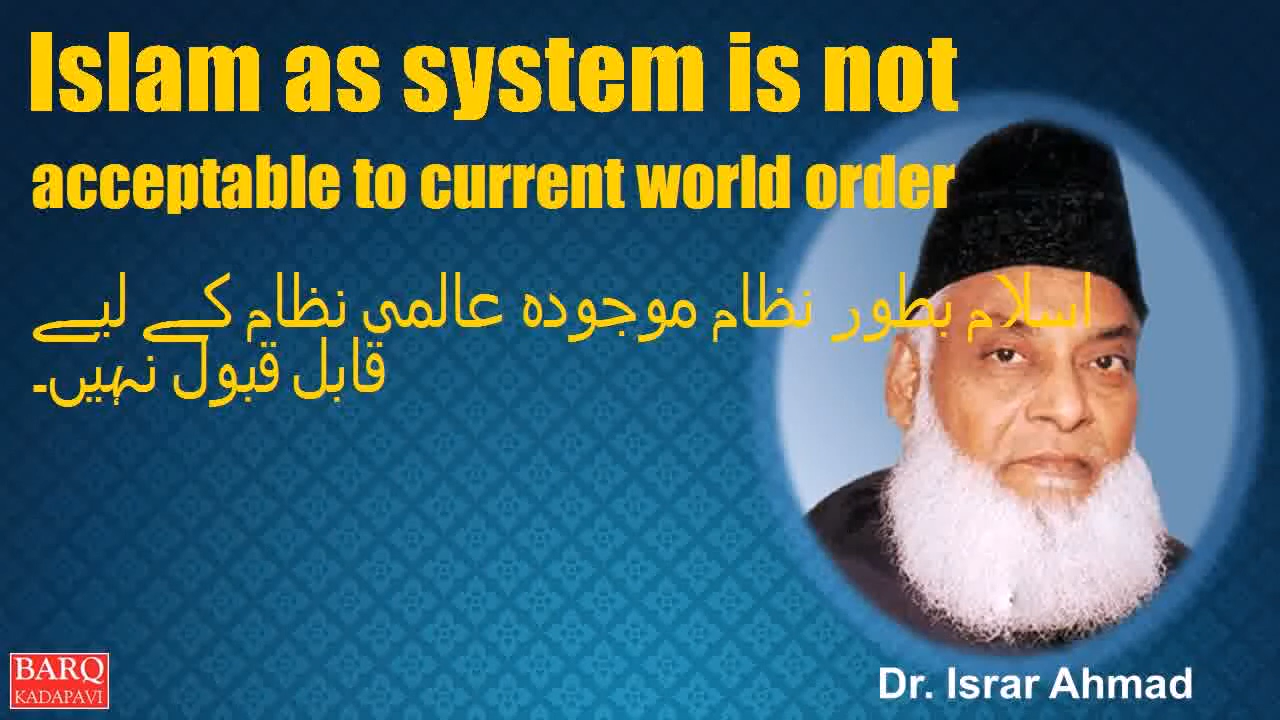 Islam as system is not
acceptable to current world order
اسلام بطور نظام موجودہ عالمی نظام کے لیے
قابل قبول نہیں۔
Dr. Israr Ahmad
BARQ
KADAPAVI